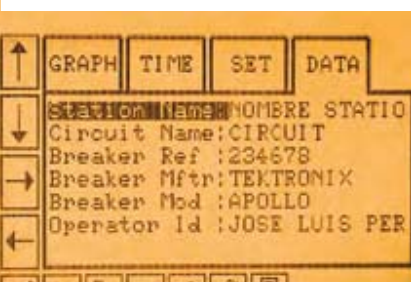 GRAPH TIME SET DATA
Station Name:NOMBRE STATIO
Circuit Name:CIRCUIT
Breaker Ref :234678
Breaker Mftr:TEKTRONIX
Breaker Mod :APOLLO
Operator Id :JOSE LUIS PER